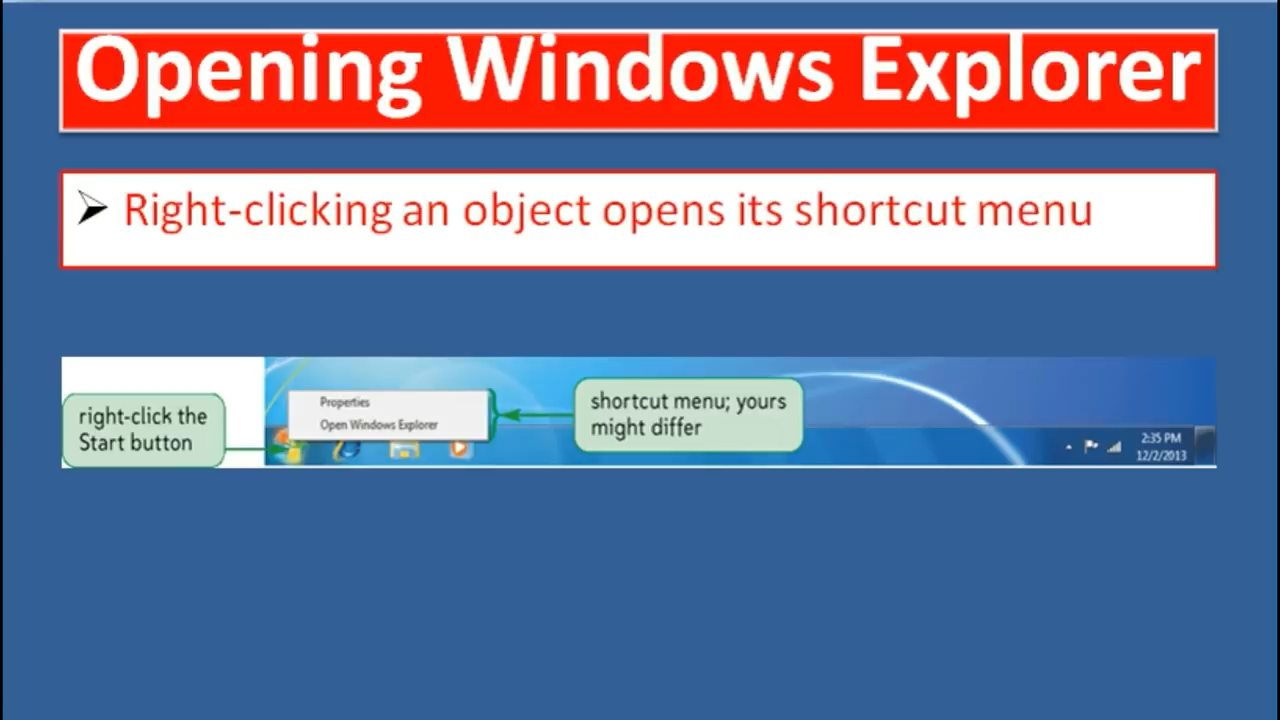 Opening Windows Explorer
Right-clicking an object opens its shortcut menu
right-click the
Start button
Properties
Open Windows Explorer
shortcut menu; yours
might differ
2:35 PM
12/2/2013